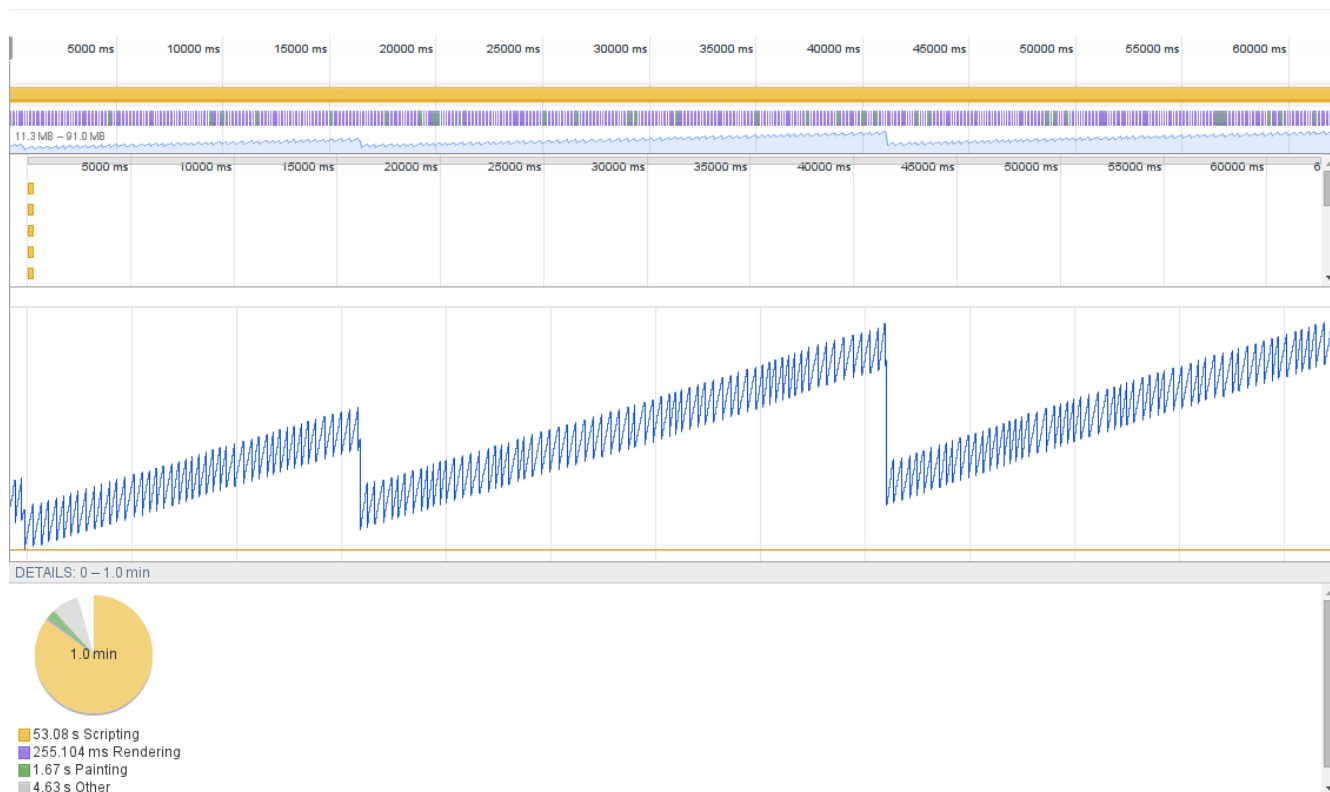 5000 ms 10000 ms 15000 ms 20000 ms 25000 ms 30000 ms 35000 ms 40000 ms 45000 ms 50000 ms 55000 ms 60000 ms
11.3 MB – 91.0 MB
5000 ms 10000 ms 15000 ms 20000 ms 25000 ms 30000 ms 35000 ms 40000 ms 45000 ms 50000 ms 55000 ms 60000 ms 6
DETAILS: 0 – 1.0 min
1.0 min
53.08 s Scripting
255.104 ms Rendering
1.67 s Painting
4.63 s Other